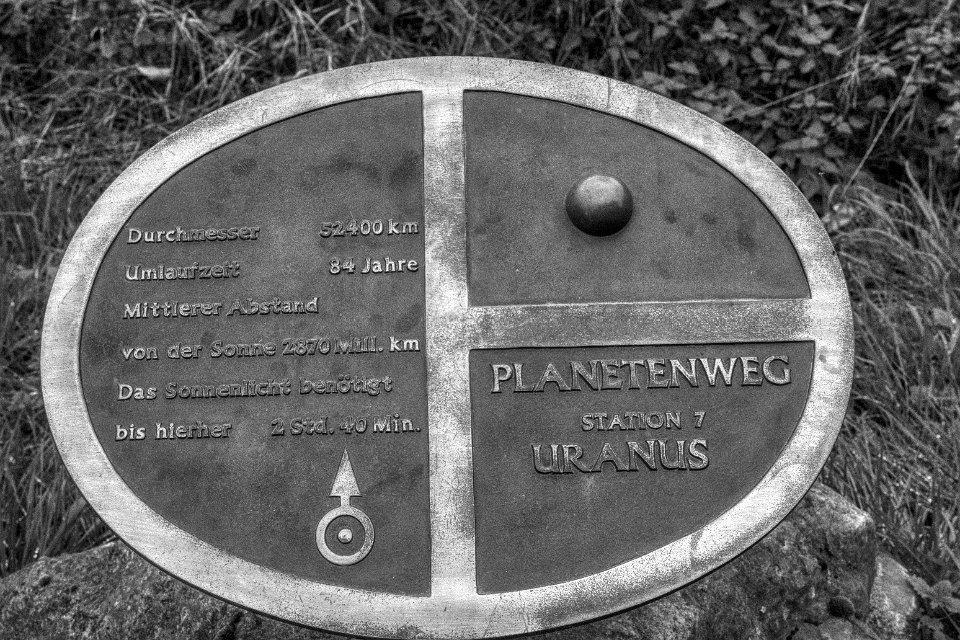 Durchmesser 52400 km
Umlaufzeit 84 Jahre
Mittlerer Abstand
von der Sonne 2870 Mill. km
Das Sonnenlicht benötigt
bis hierher 2 Std. 40 Min.
PLANETENWEG
STATION 7
URANUS